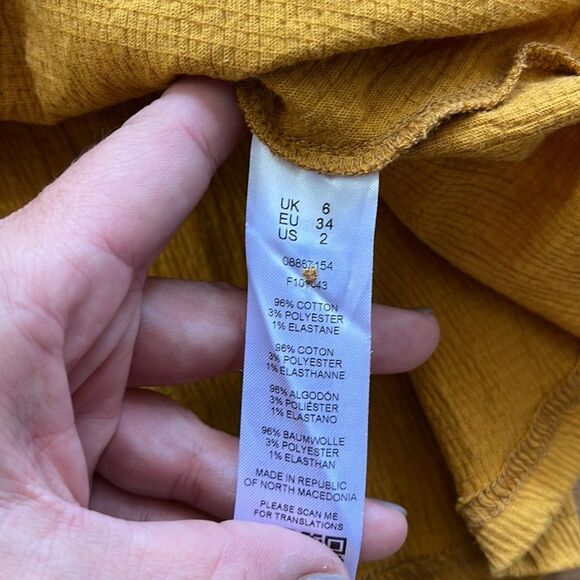 UK 6
EU 34
US 2
96% COTTON
3% POLYESTER
1% ELASTANE
96% COTON
3% POLYESTER
1% ELASTHANNE
96% ALGODÓN
3% POLIÉSTER
1% ELASTANO
96% BAUMWOLLE
3% POLYESTER
1% ELASTHAN
MADE IN REPUBLIC
OF NORTH MACEDONIA
PLEASE SCAN ME
FOR TRANSLATIONS